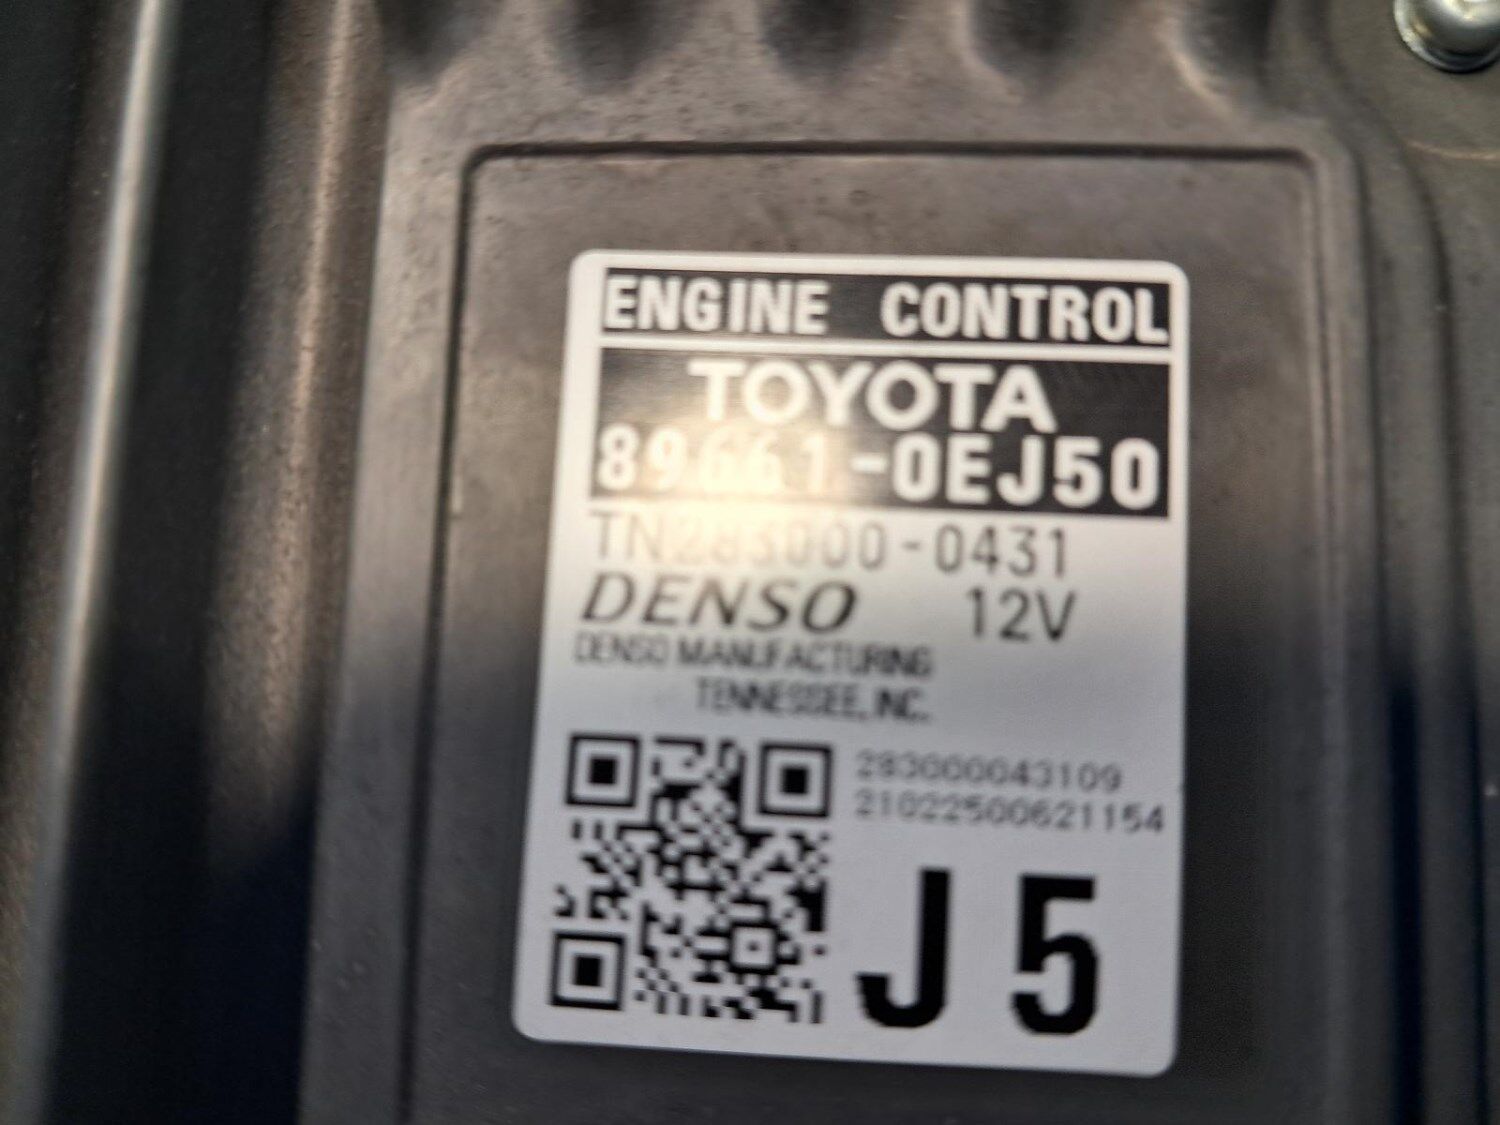 ENGINE CONTROL
TOYOTA
89661-0EJ50
TN283000-0431
DENSO 12V
DENSO MANUFACTURING
TENNESSEE, INC.
283000043109
21022500621154
J5